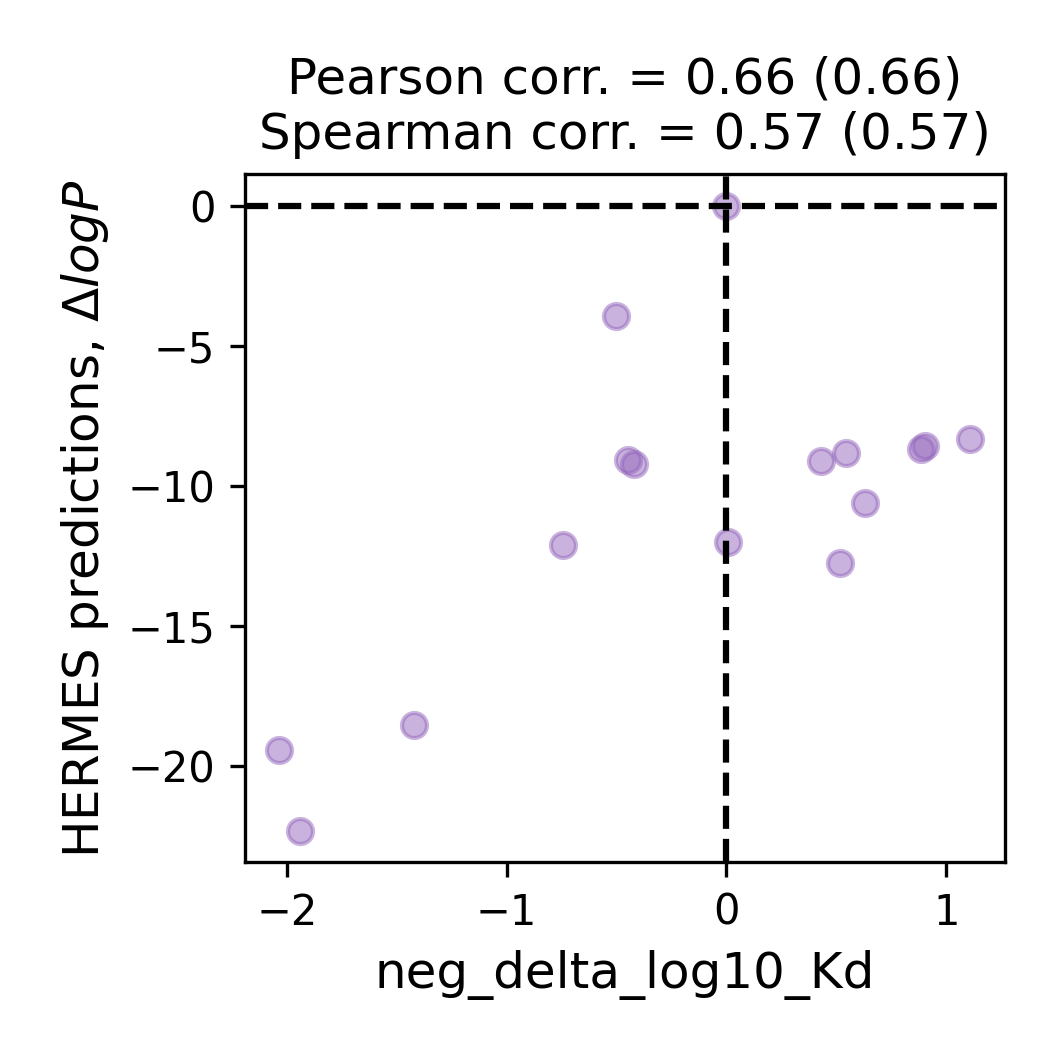 Pearson corr. = 0.66 (0.66)
Spearman corr. = 0.57 (0.57)
HERMES predictions, ΔlogP
0
−5
−10
−15
−20
−2
−1
0
1
neg_delta_log10_Kd